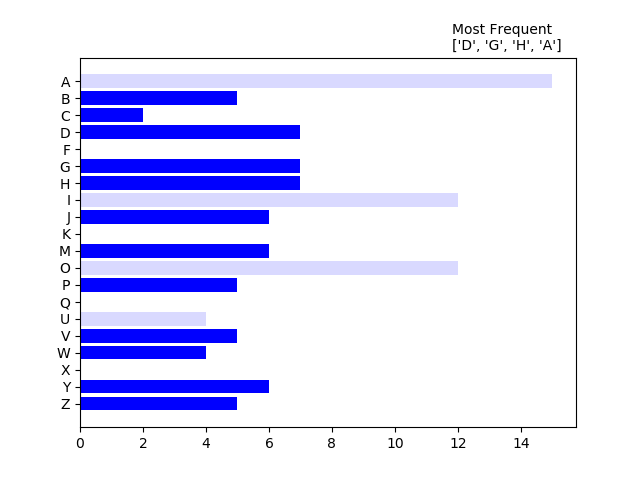 Most Frequent
['D', 'G', 'H', 'A']
A
B
C
D
F
G
H
I
J
K
M
O
P
Q
U
V
W
X
Y
Z
0 2 4 6 8 10 12 14